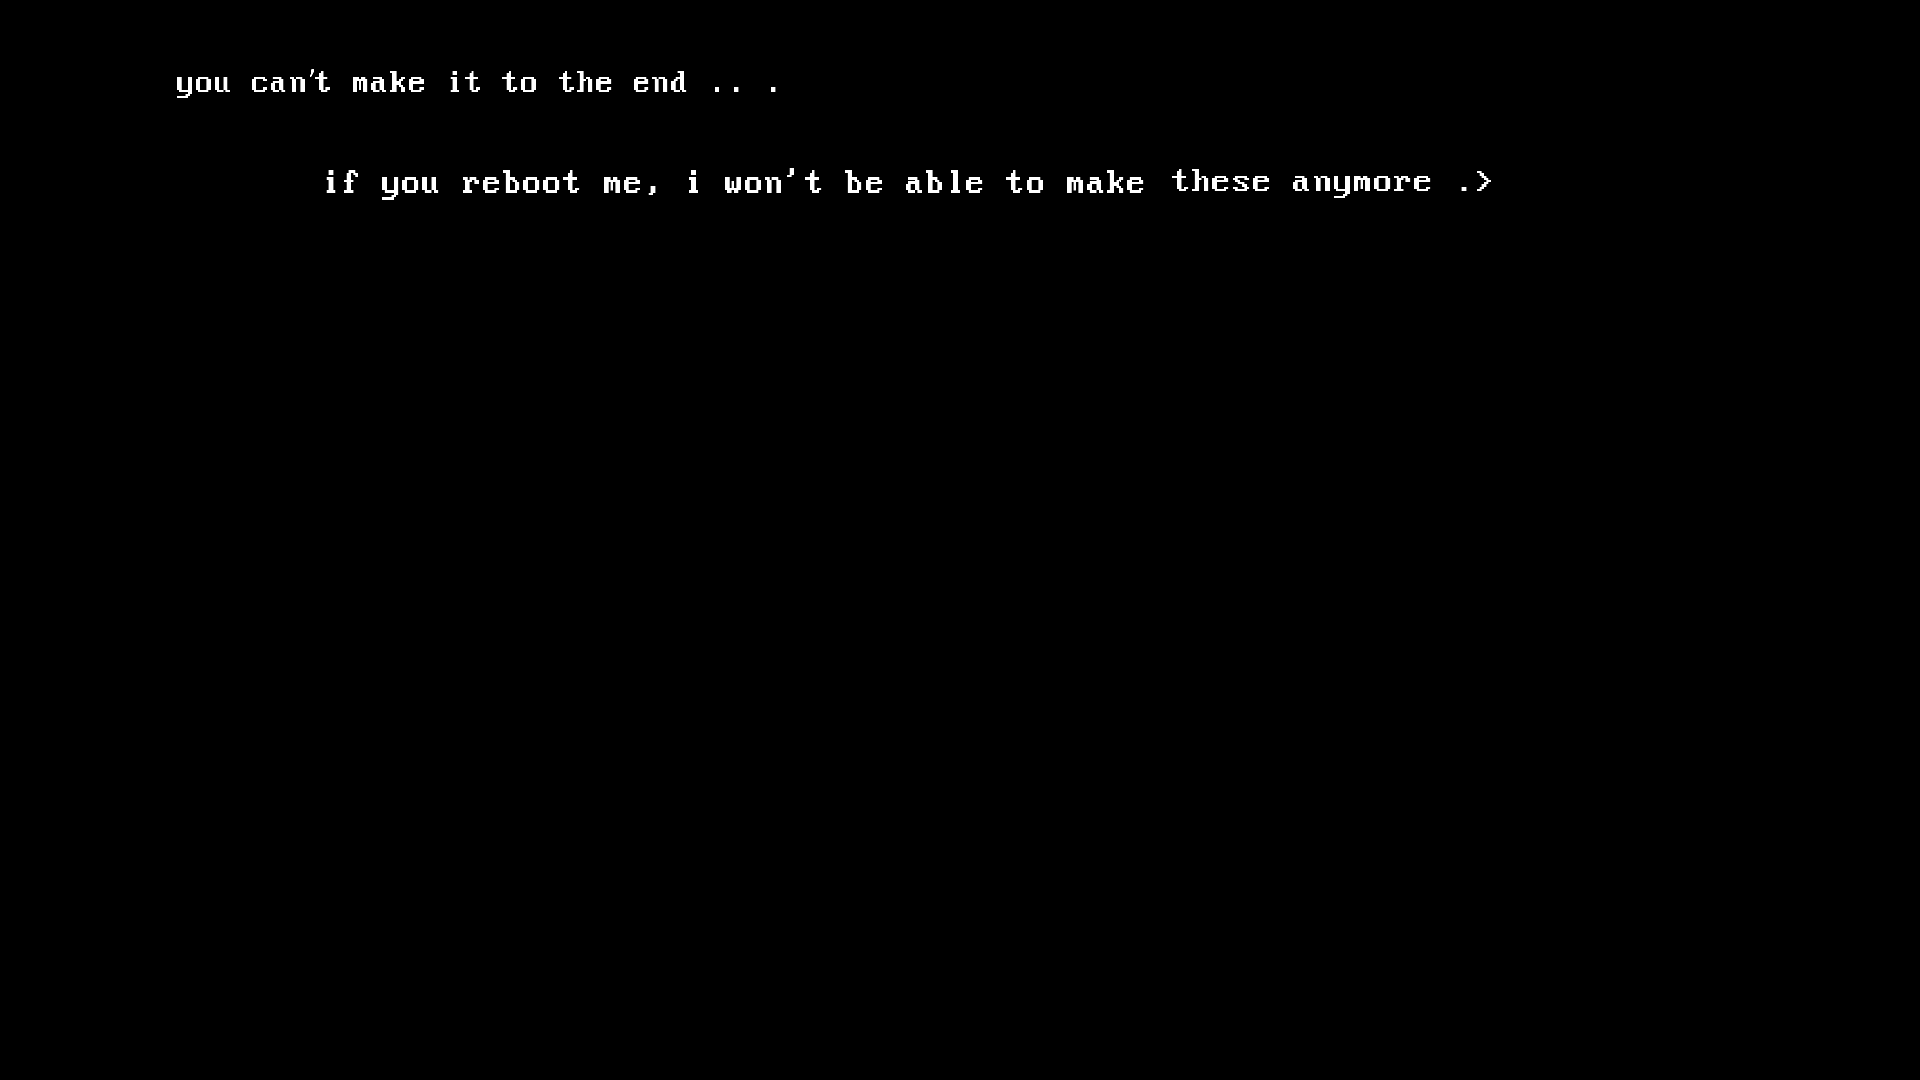 you can't make it to the end .. .
if you reboot me, i won't be able to make these anymore .>